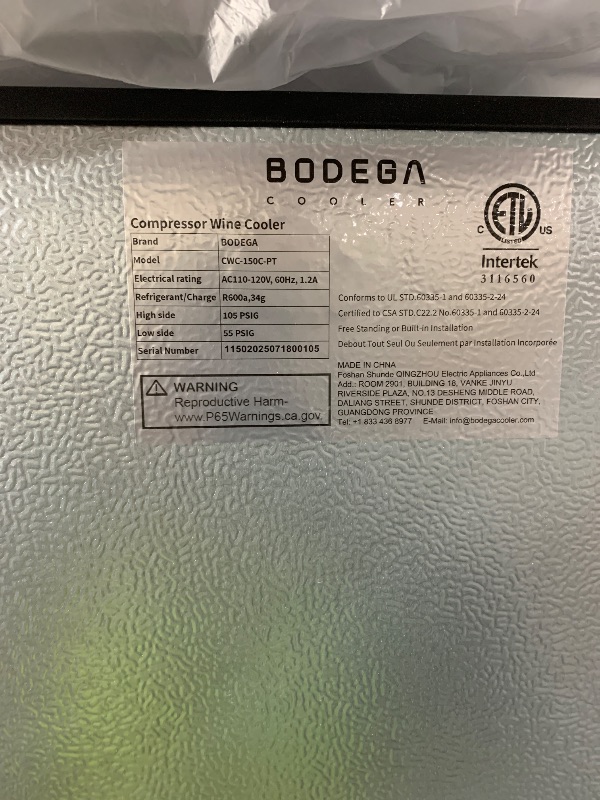 BODEGA
COOLER
Compressor Wine Cooler
Brand BODEGA
Model CWC-150C-PT
Electrical rating AC110-120V, 60Hz, 1.2A
Refrigerant/Charge R600a,34g
High side 105 PSIG
Low side 55 PSIG
Serial Number 11502025071800105
WARNING
Reproductive Harm-
www.P65Warnings.ca.gov
C ETL US
LISTED
Intertek
3116560
Conforms to UL STD.60335-1 and 60335-2-24
Certified to CSA STD.C22.2 No.60335-1 and 60335-2-24
Free Standing or Built-in Installation
Debout Tout Seul Ou Seulement par Installation Incorporée
MADE IN CHINA
Foshan Shunde QINGZHOU Electric Appliances Co.,Ltd
Add.: ROOM 2901, BUILDING 18, VANKE JINYU
RIVERSIDE PLAZA, NO.13 DESHENG MIDDLE ROAD,
DALIANG STREET, SHUNDE DISTRICT, FOSHAN CITY,
GUANGDONG PROVINCE
Tel: +1 833 436 8977 E-Mail: info@bodegacooler.com